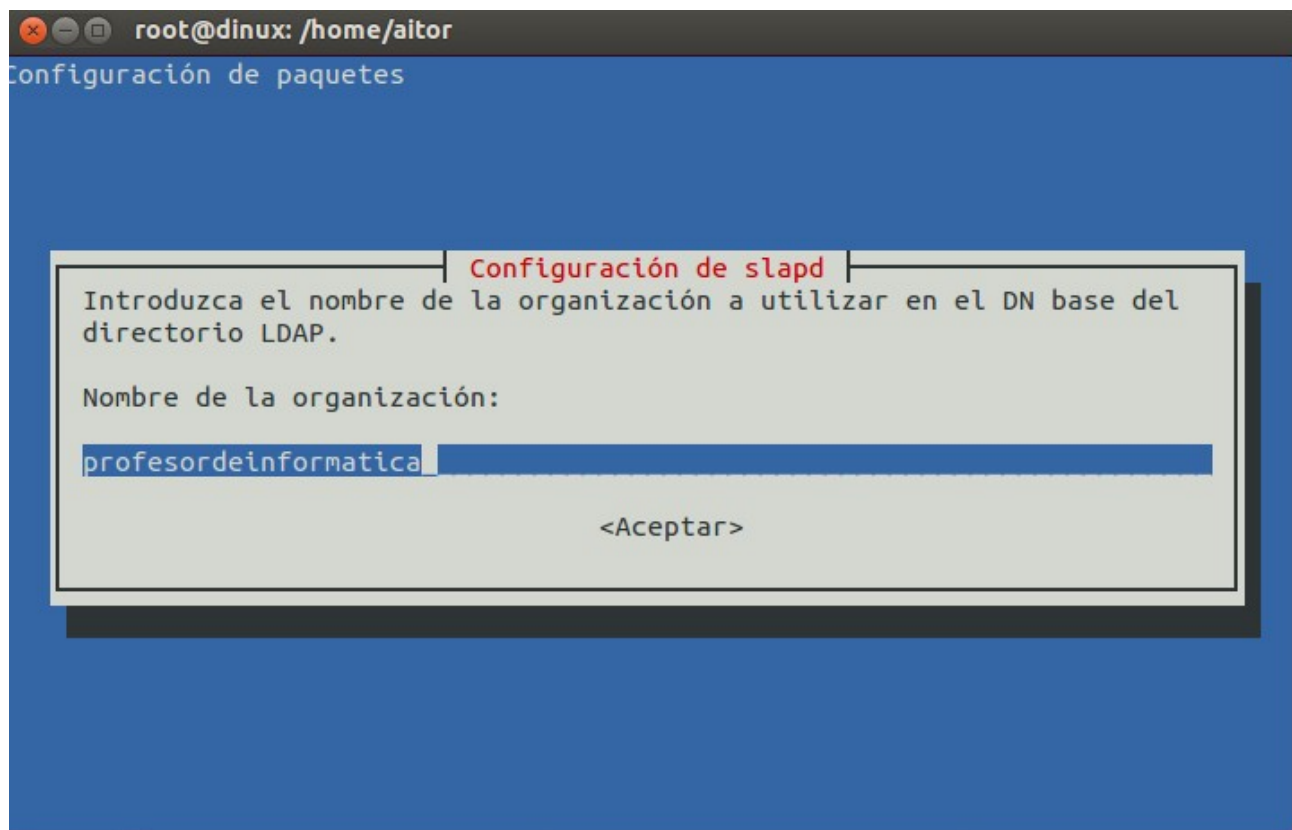 root@dinux: /home/aitor
Configuración de paquetes
Configuración de slapd
Introduzca el nombre de la organización a utilizar en el DN base del
directorio LDAP.
Nombre de la organización:
profesordeinformatica
<Aceptar>